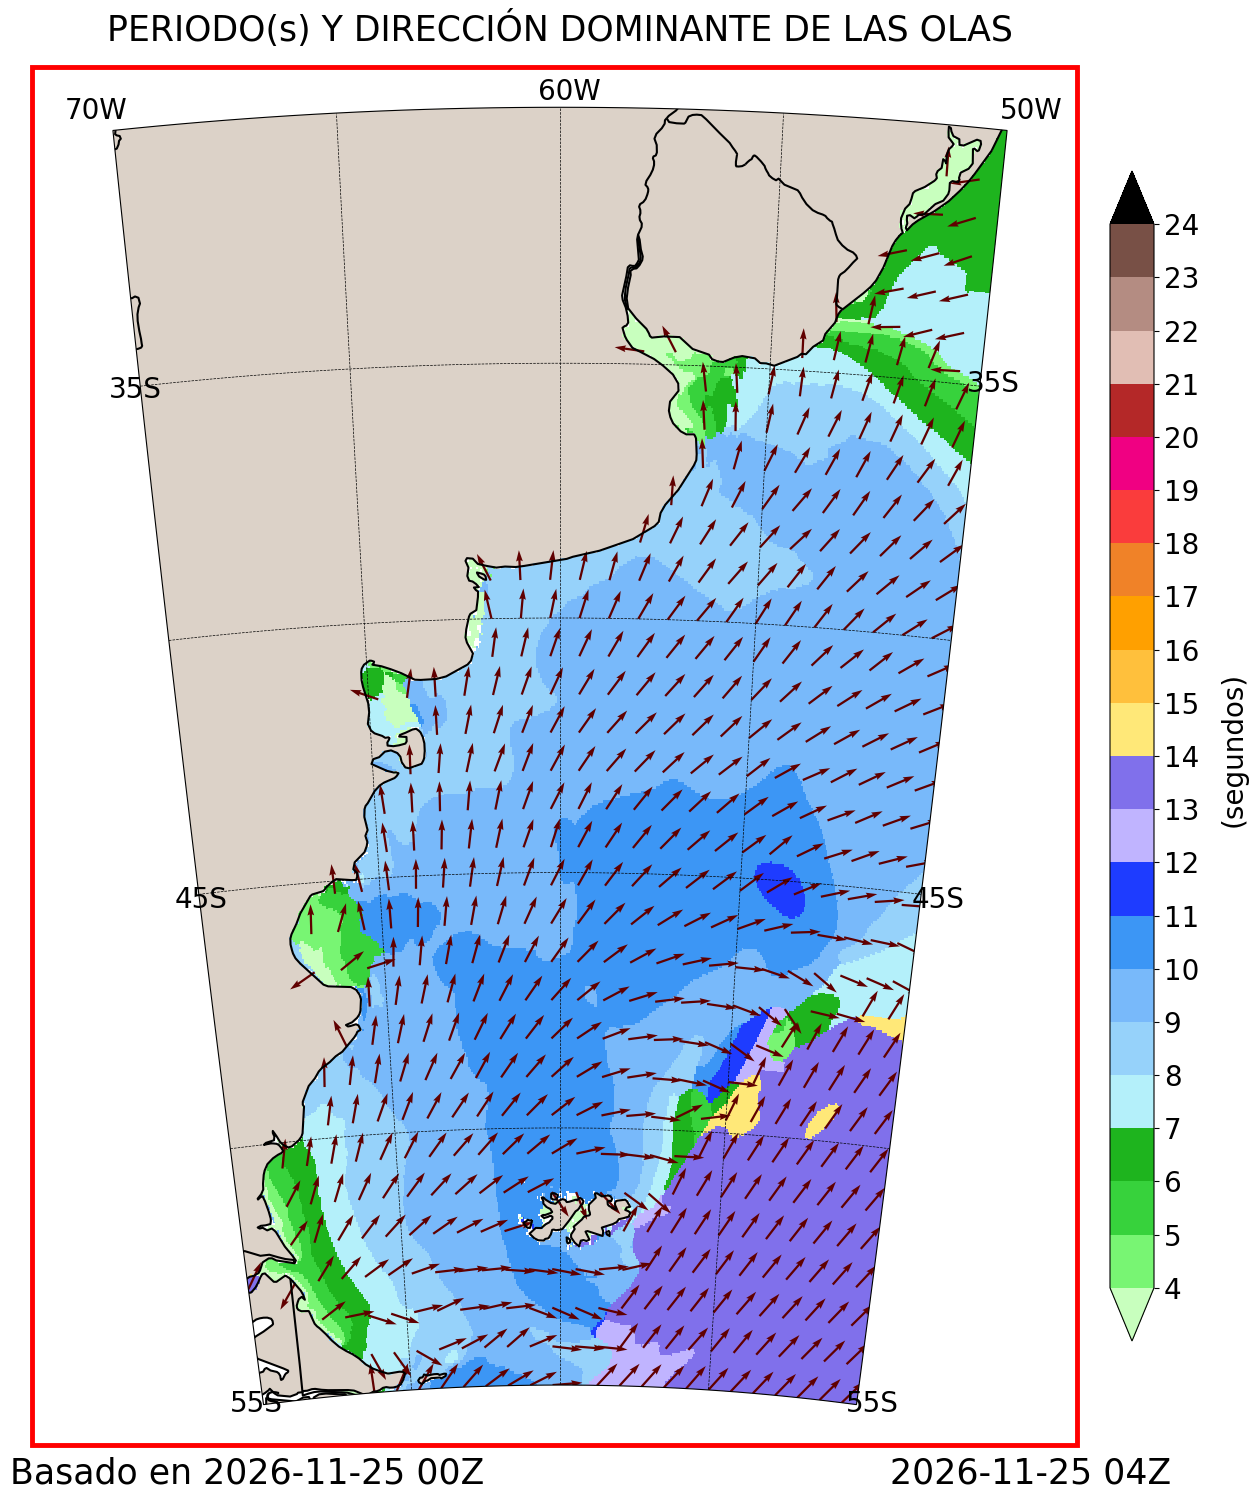 PERIODO(s) Y DIRECCIÓN DOMINANTE DE LAS OLAS
70W
60W
50W
35S
35S
45S
45S
55S
55S
24
23
22
21
20
19
18
17
16
15
14
13
12
11
10
9
8
7
6
5
4
(segundos)
Basado en 2026-11-25 00Z
2026-11-25 04Z